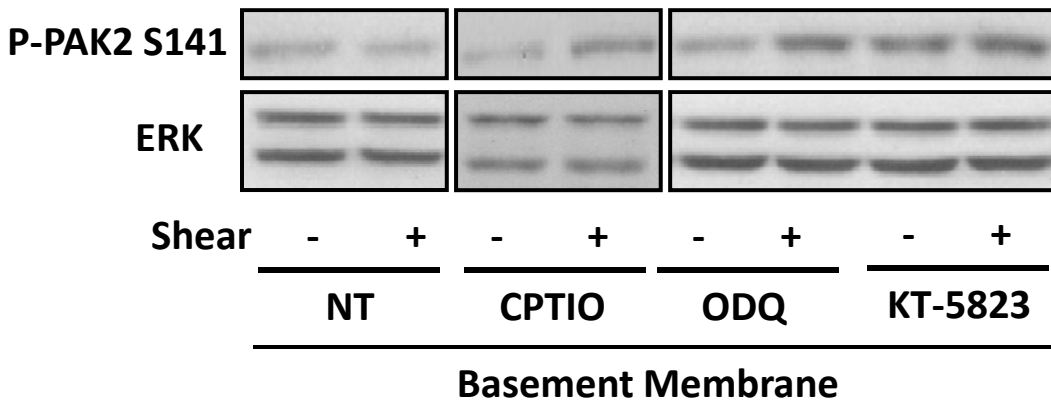 P-PAK2 S141
ERK
Shear - + - + - + - +
NT CPTIO ODQ KT-5823
Basement Membrane